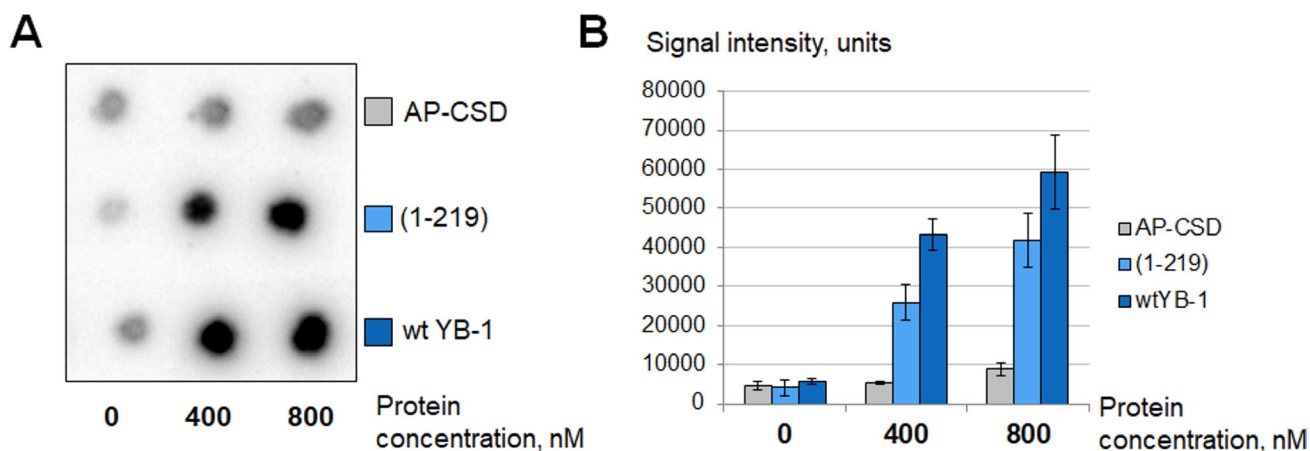 A
AP-CSD
(1-219)
wt YB-1
0 400 800
Protein
concentration, nM
B
Signal intensity, units
80000
70000
60000
50000
40000
30000
20000
10000
0
0 400 800
AP-CSD
(1-219)
wtYB-1
Protein
concentration, nM